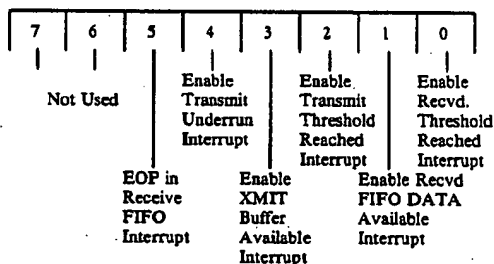 7 6 5 4 3 2 1 0
Not Used
Enable
Transmit
Underrun
Interrupt
Enable
Transmit
Threshold
Reached
Interrupt
Enable
Recvd.
Threshold
Reached
Interrupt
EOP in
Receive
FIFO
Interrupt
Enable
XMIT
Buffer
Available
Interrupt
Enable Recvd
FIFO DATA
Available
Interrupt